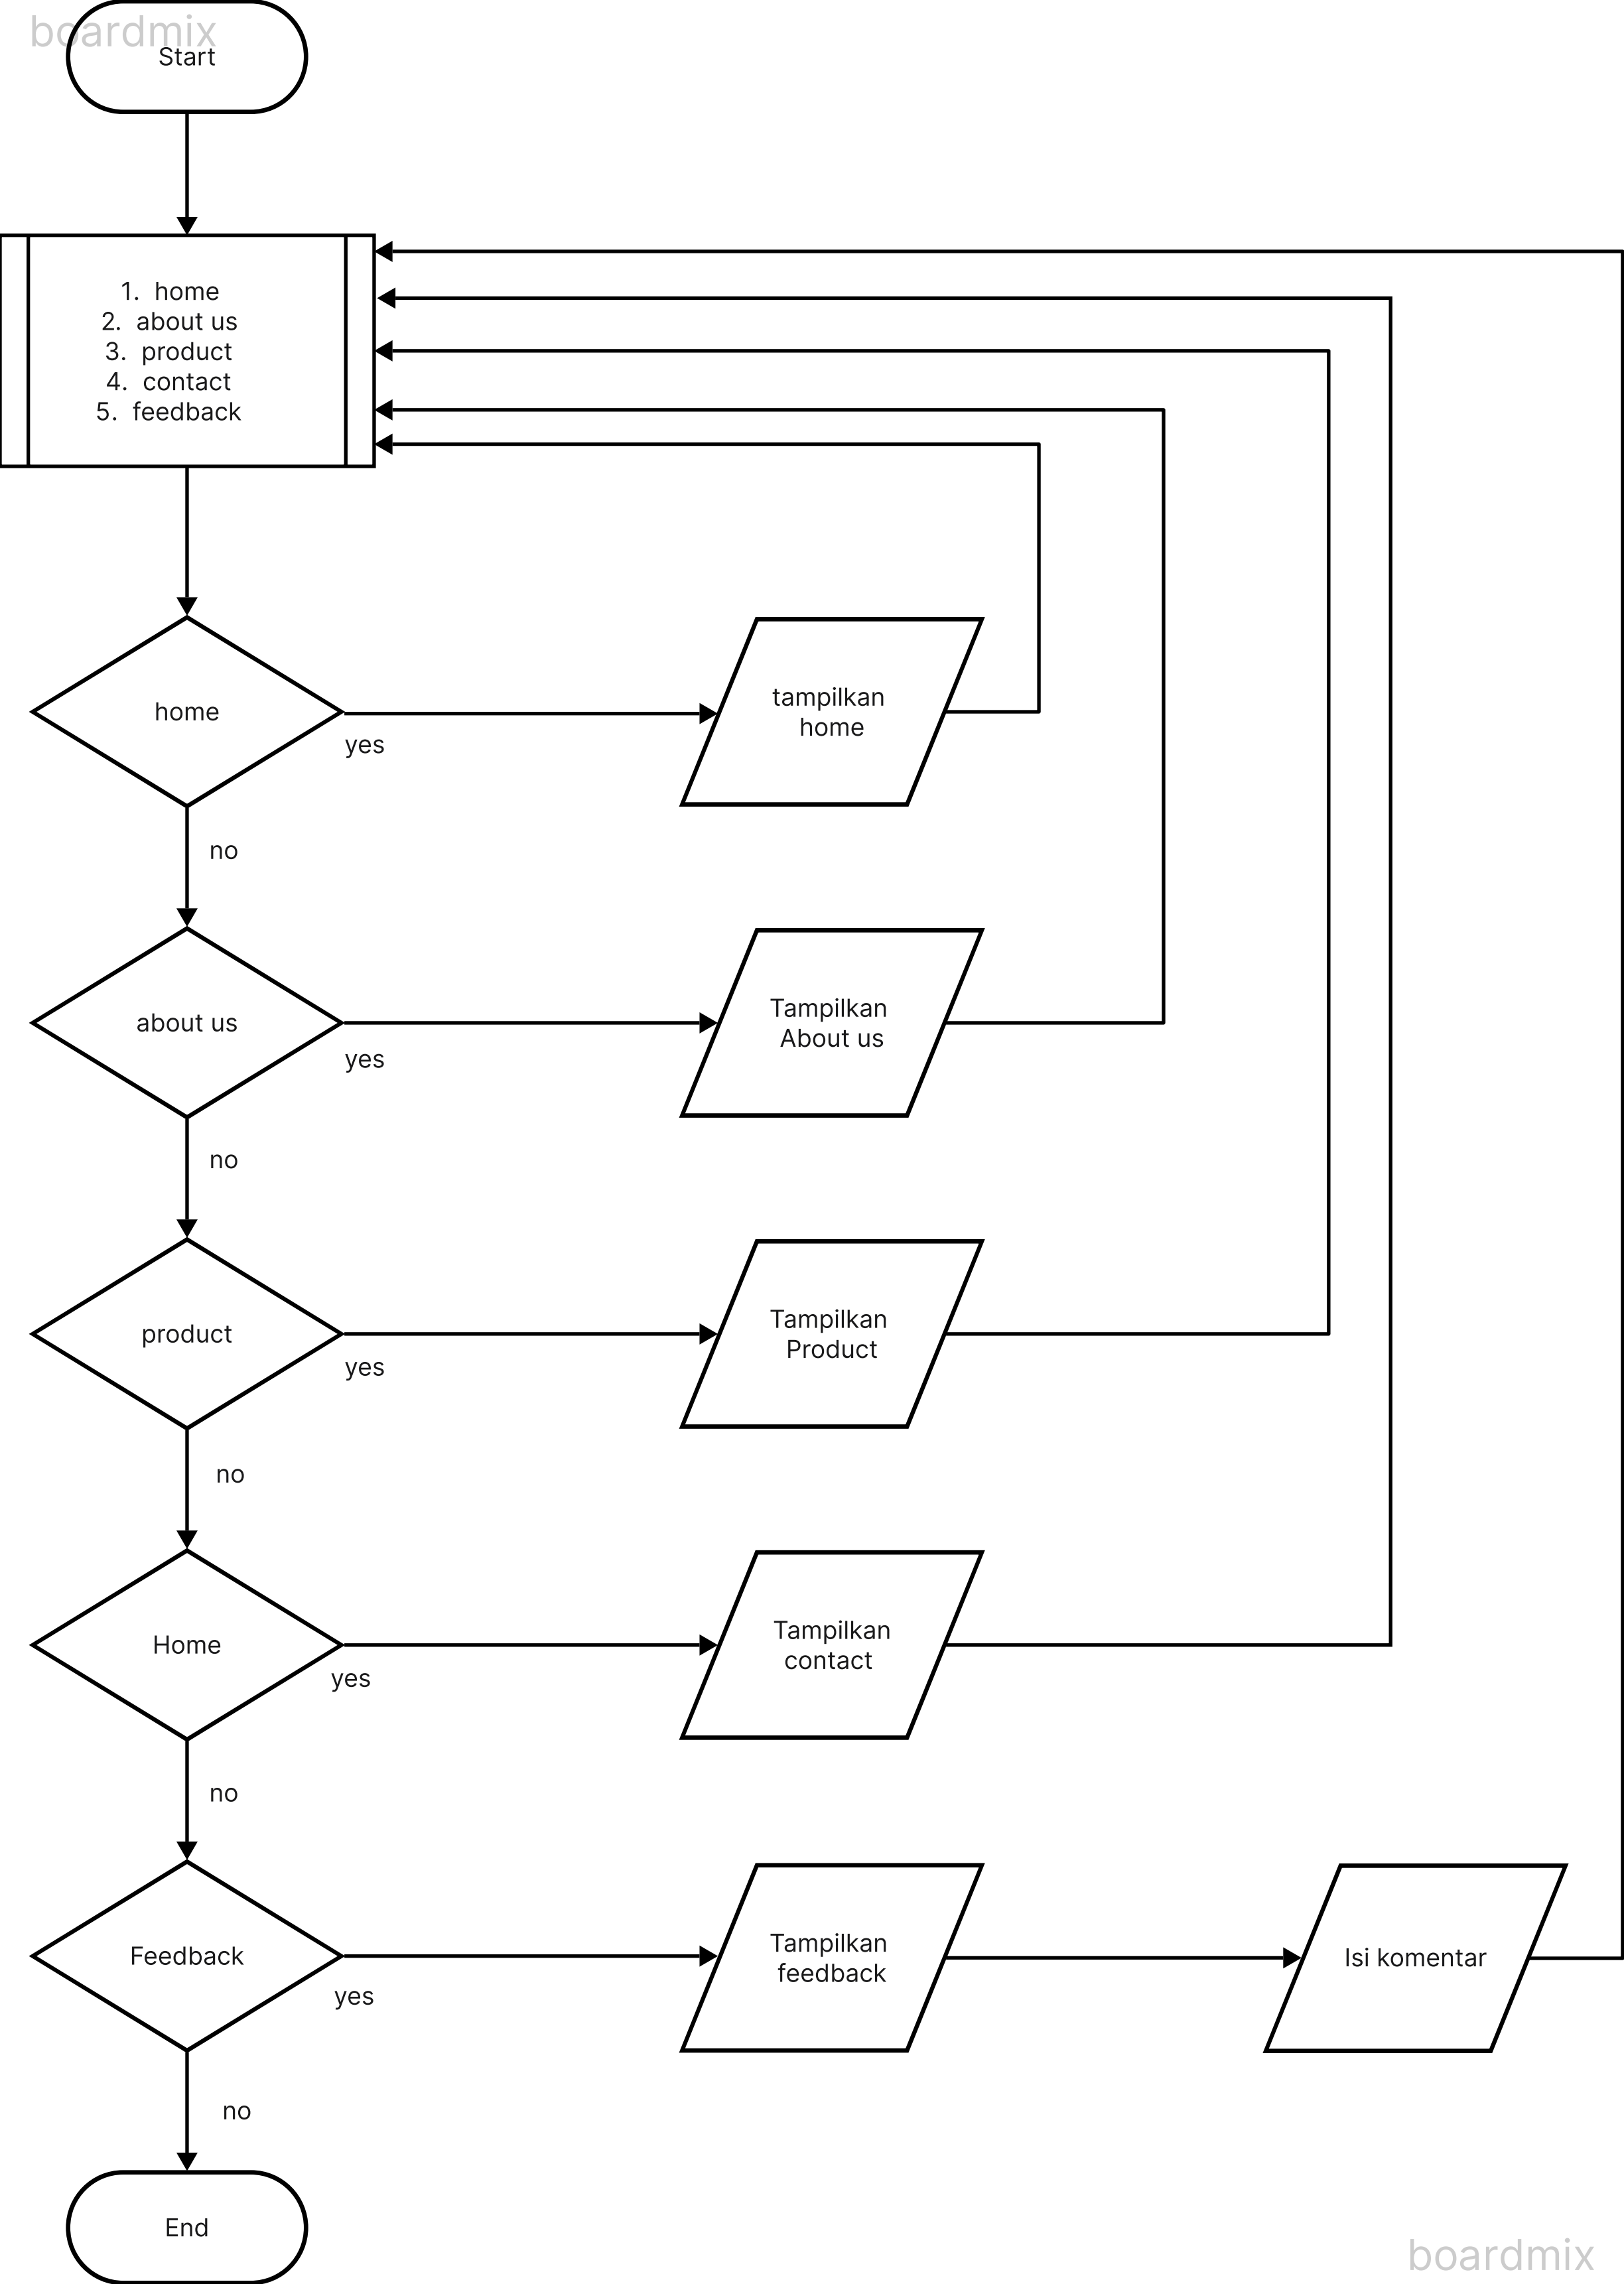 boardmix
Start
1. home
2. about us
3. product
4. contact
5. feedback
home
yes
tampilkan
home
no
about us
yes
Tampilkan
About us
no
product
yes
Tampilkan
Product
no
Home
yes
Tampilkan
contact
no
Feedback
yes
Tampilkan
feedback
Isi komentar
no
End
boardmix